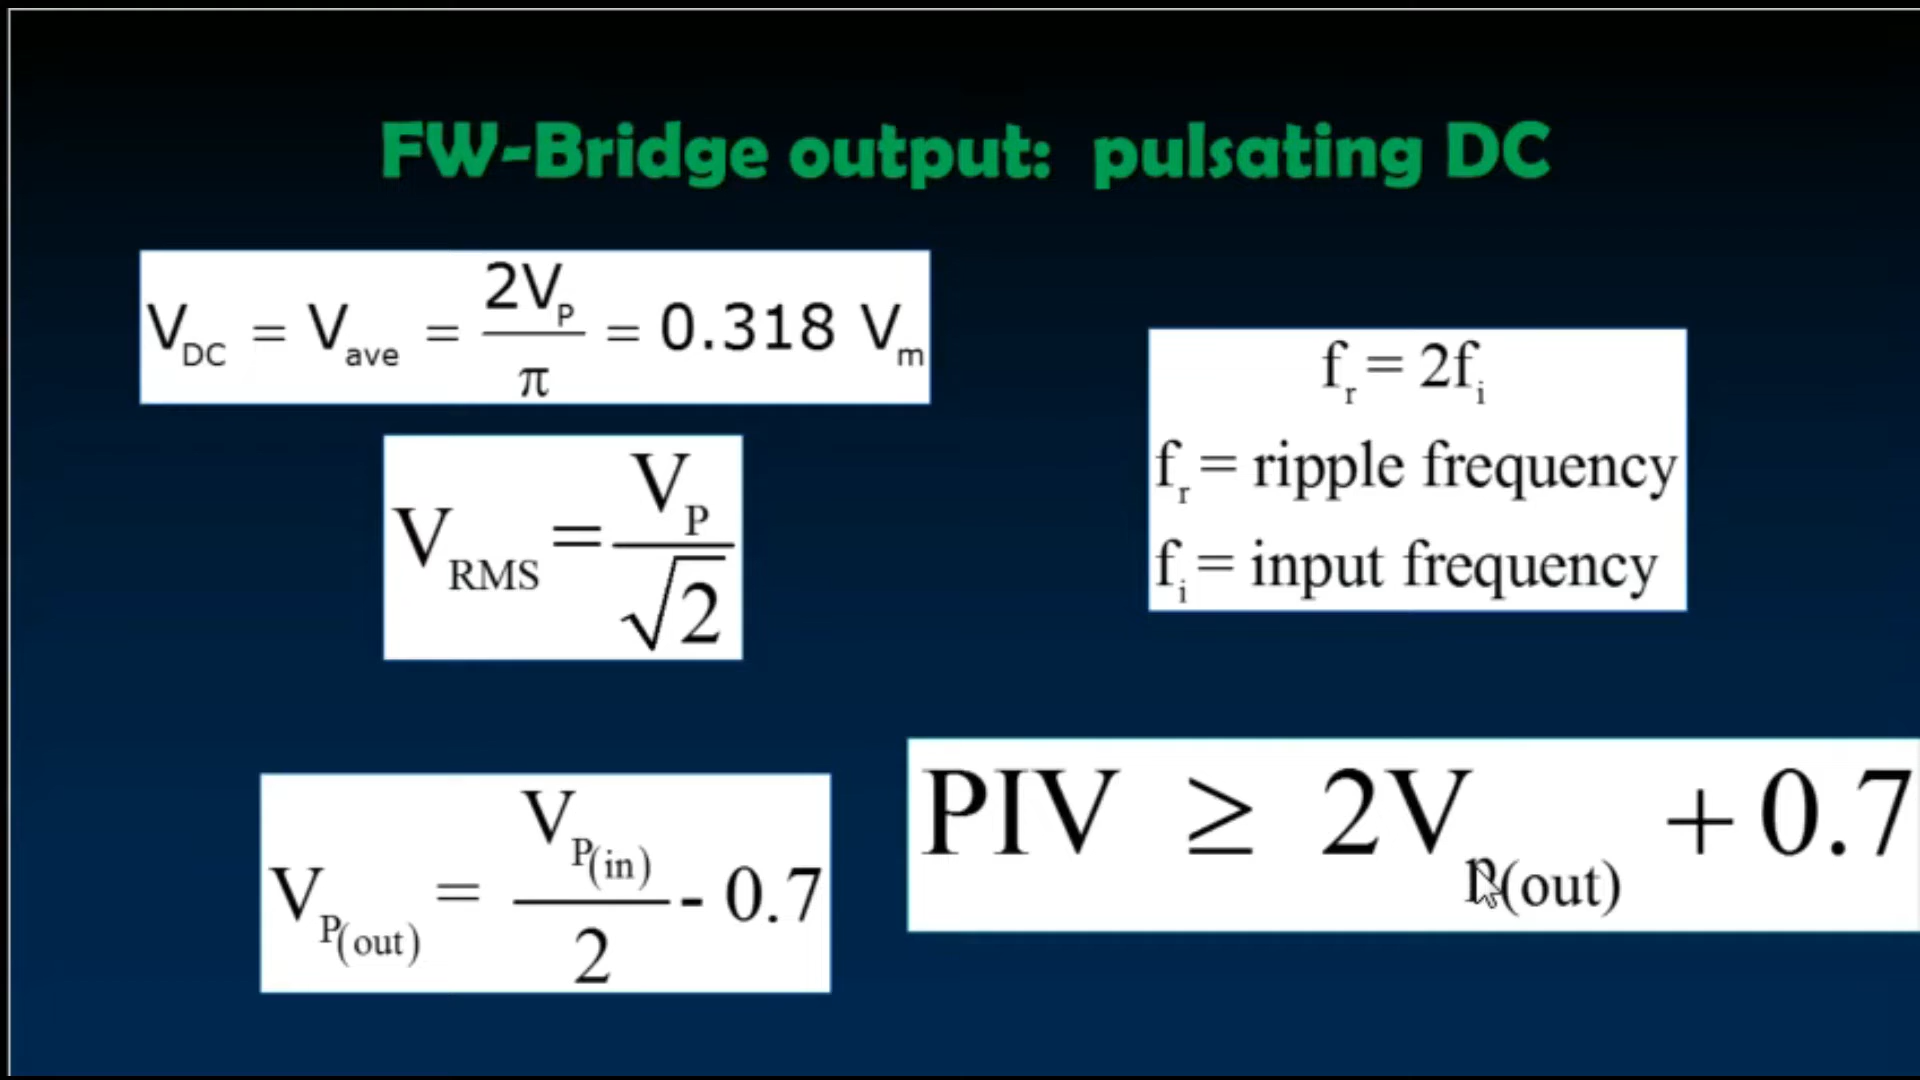 FW-Bridge output: pulsating DC
V_DC = V_ave = 2V_P / π = 0.318 V_m
f_r = 2f_i
f_r = ripple frequency
f_i = input frequency
V_RMS = V_P / √2
V_P(out) = V_P(in) / 2 - 0.7
PIV ≥ 2V_P(out) + 0.7